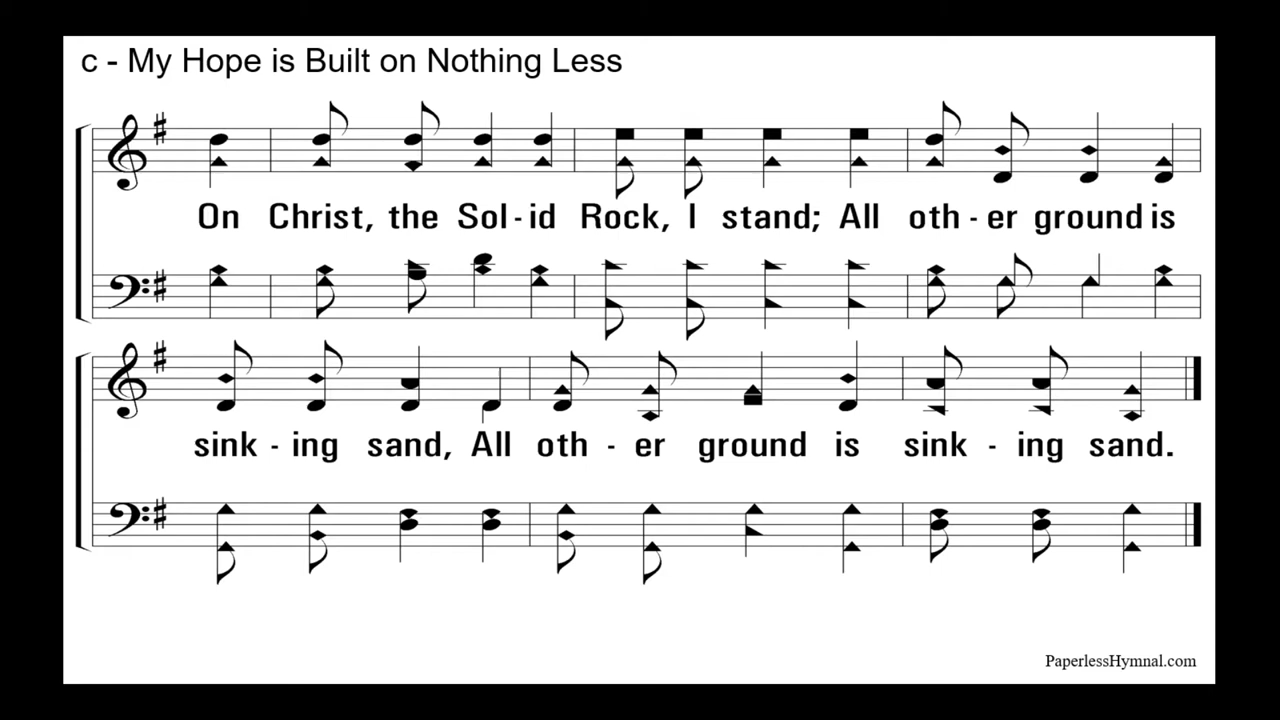 c - My Hope is Built on Nothing Less
On Christ, the Sol - id Rock, I stand; All oth - er ground is
sink - ing sand, All oth - er ground is sink - ing sand.
PaperlessHymnal.com